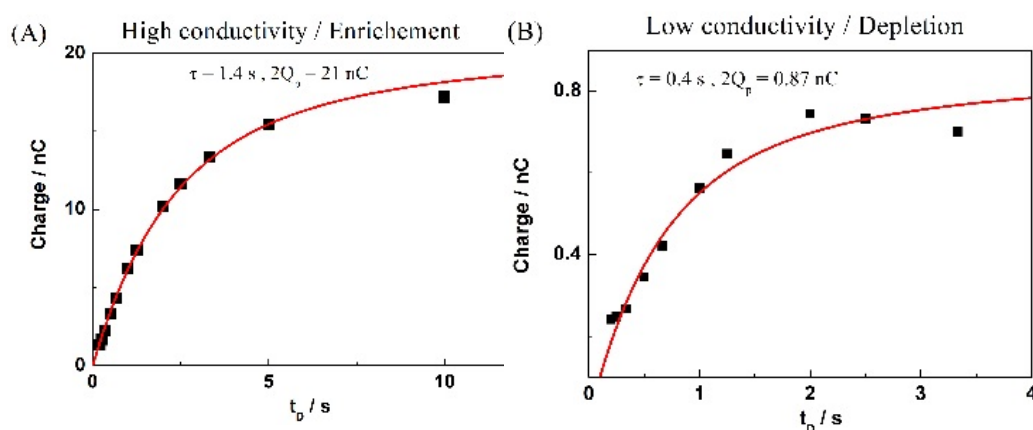 (A)
High conductivity / Enrichement
τ = 1.4 s , 2Qp = 21 nC
Charge / nC
20
10
0
0
5
10
tp / s
(B)
Low conductivity / Depletion
τ = 0.4 s , 2Qp = 0.87 nC
Charge / nC
0.8
0.4
0
1
2
3
4
tp / s